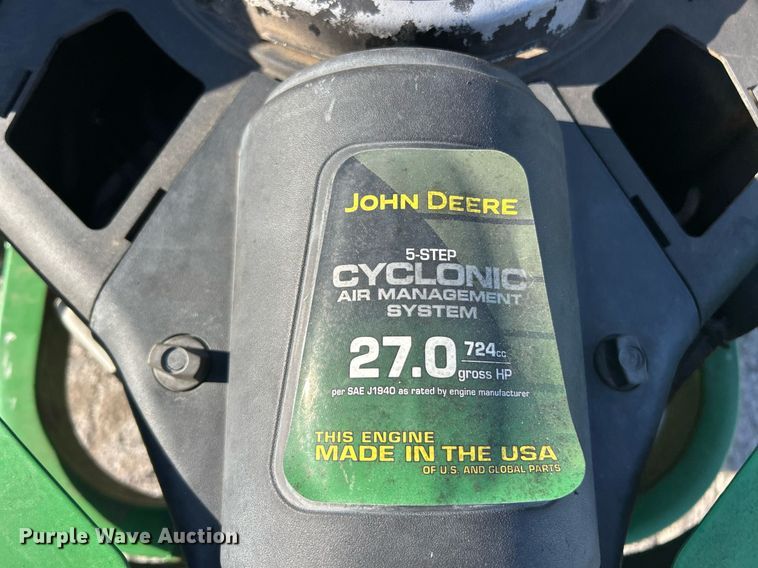 JOHN DEERE
5-STEP
CYCLONIC
AIR MANAGEMENT
SYSTEM
27.0 724cc
gross HP
per SAE J1940 as rated by engine manufacturer
THIS ENGINE
MADE IN THE USA
OF U.S. AND GLOBAL PARTS
Purple Wave Auction